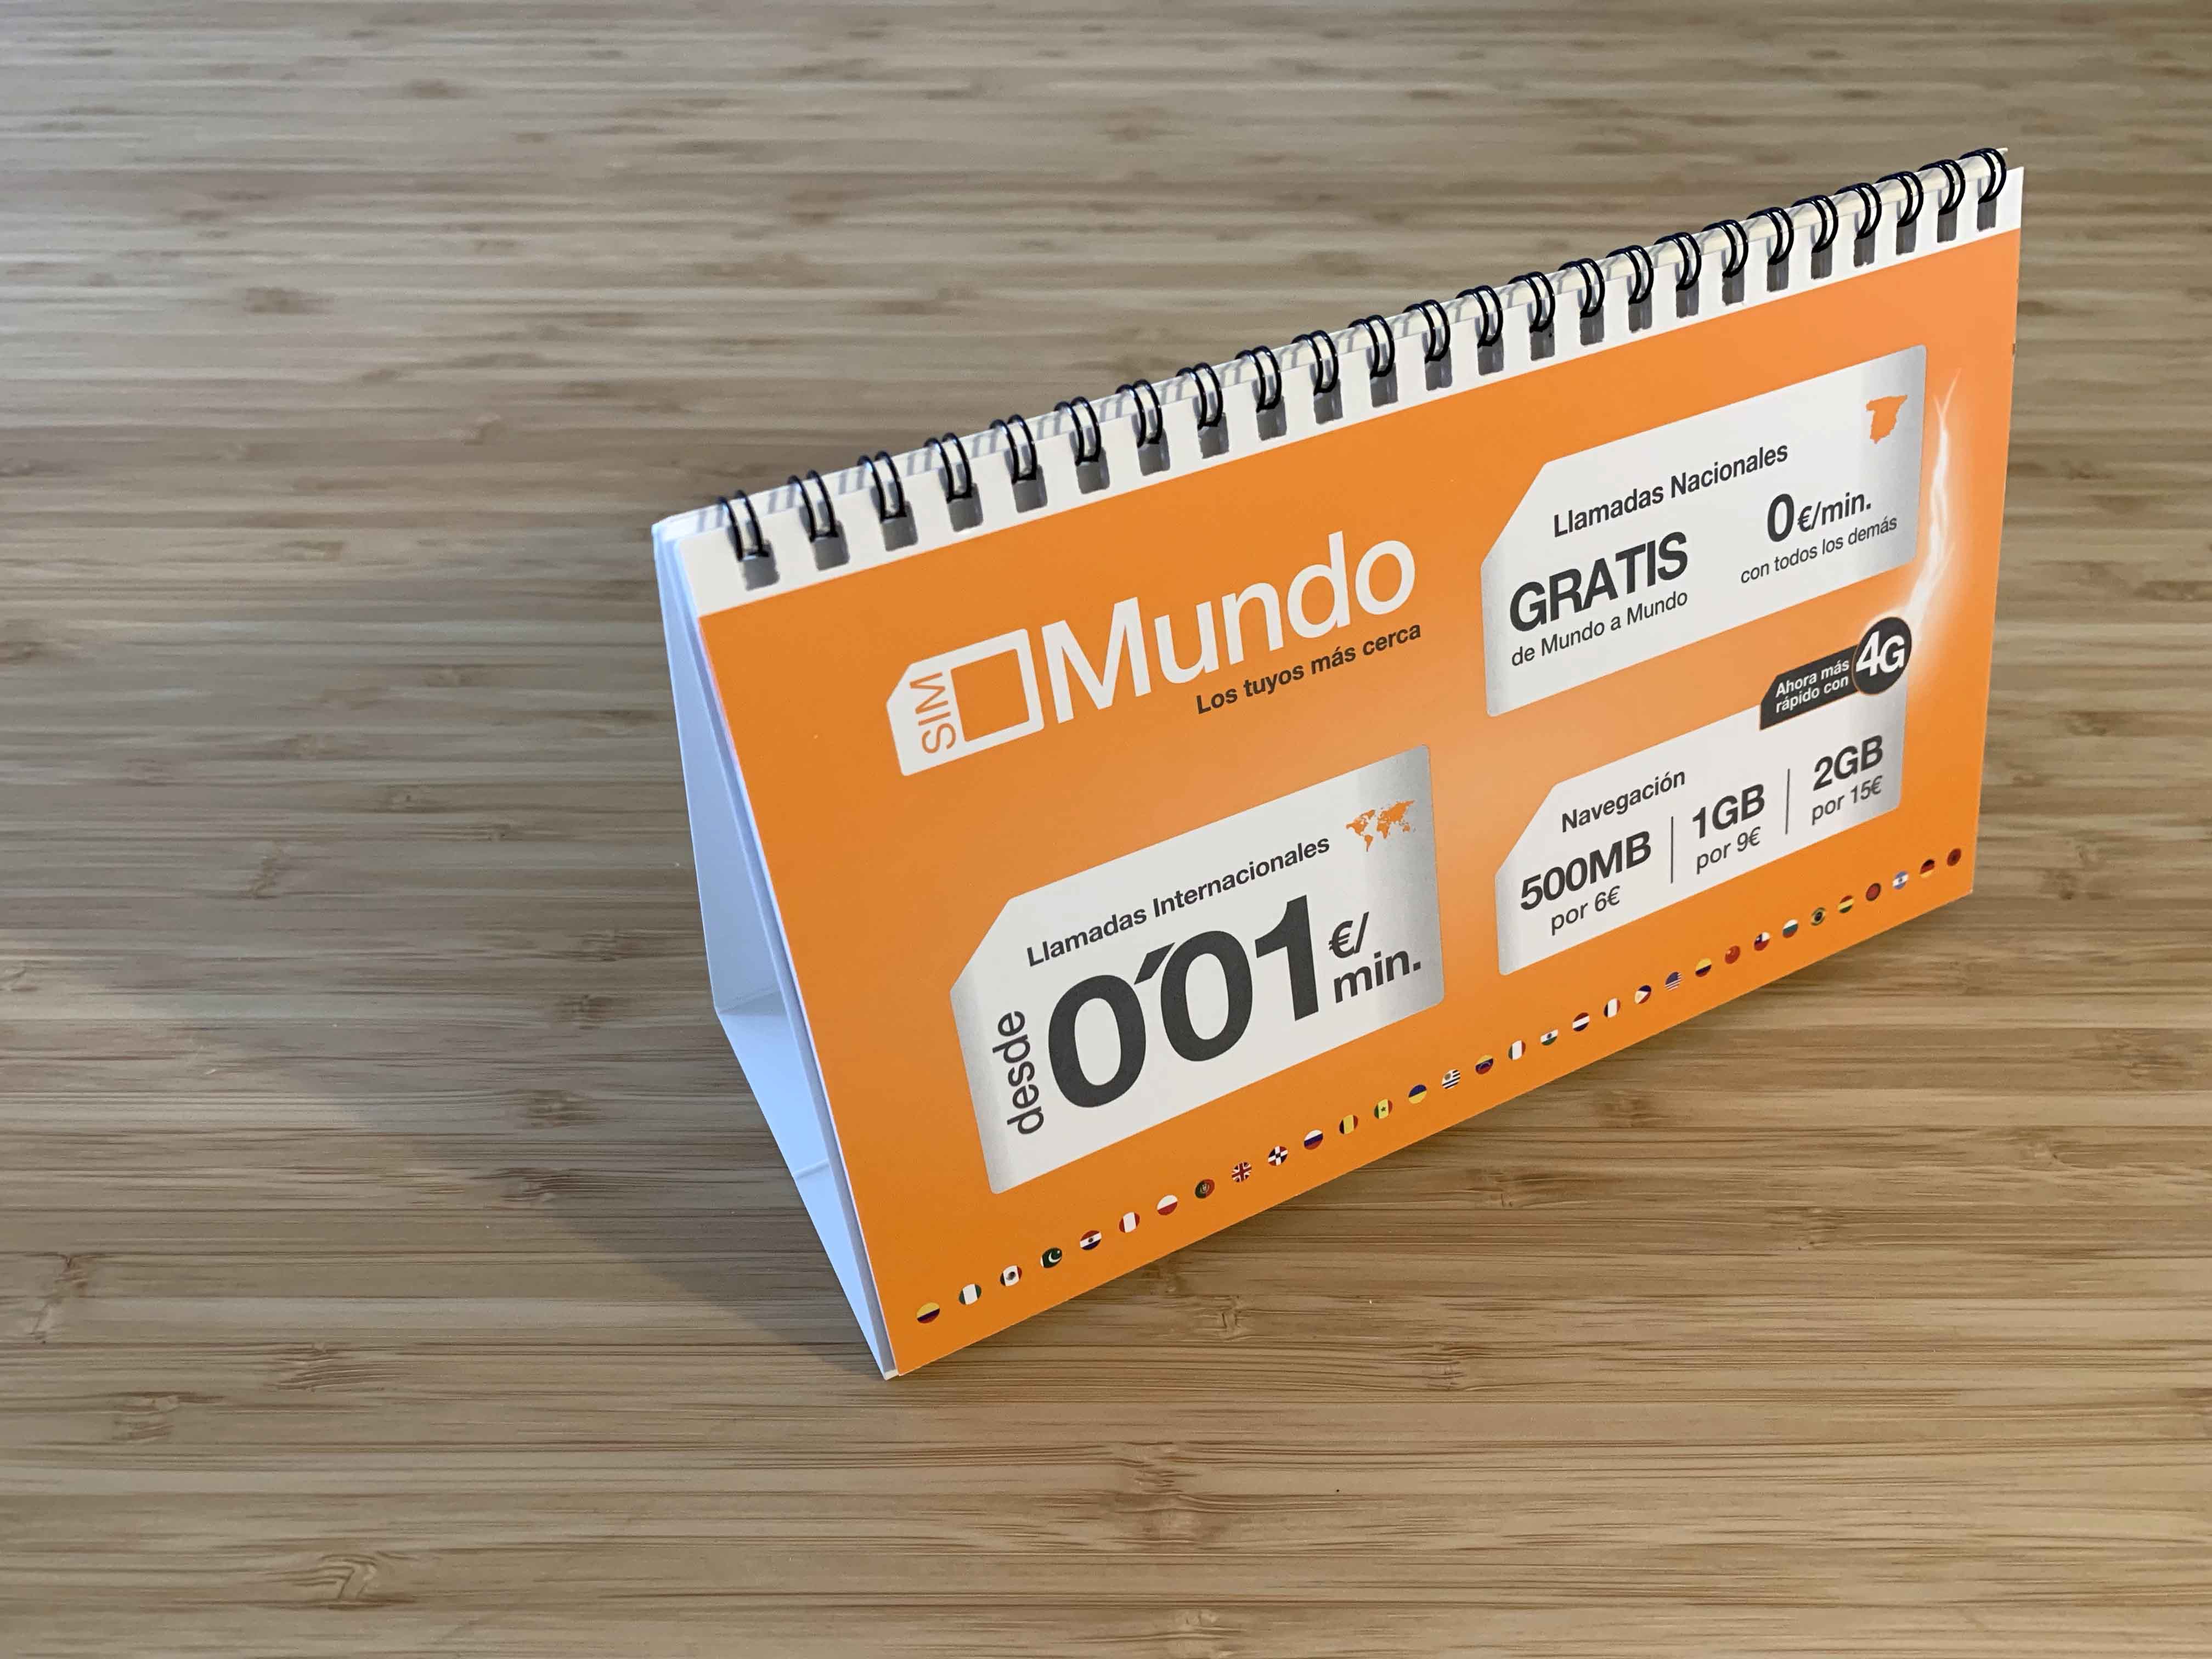 SIM Mundo
Los tuyos más cerca
Llamadas Internacionales
desde 0'01 €/min.
Llamadas Nacionales
GRATIS
de Mundo a Mundo
0€/min.
con todos los demás
Ahora más
rápido con 4G
Navegación
500MB
por 6€
1GB
por 9€
2GB
por 15€